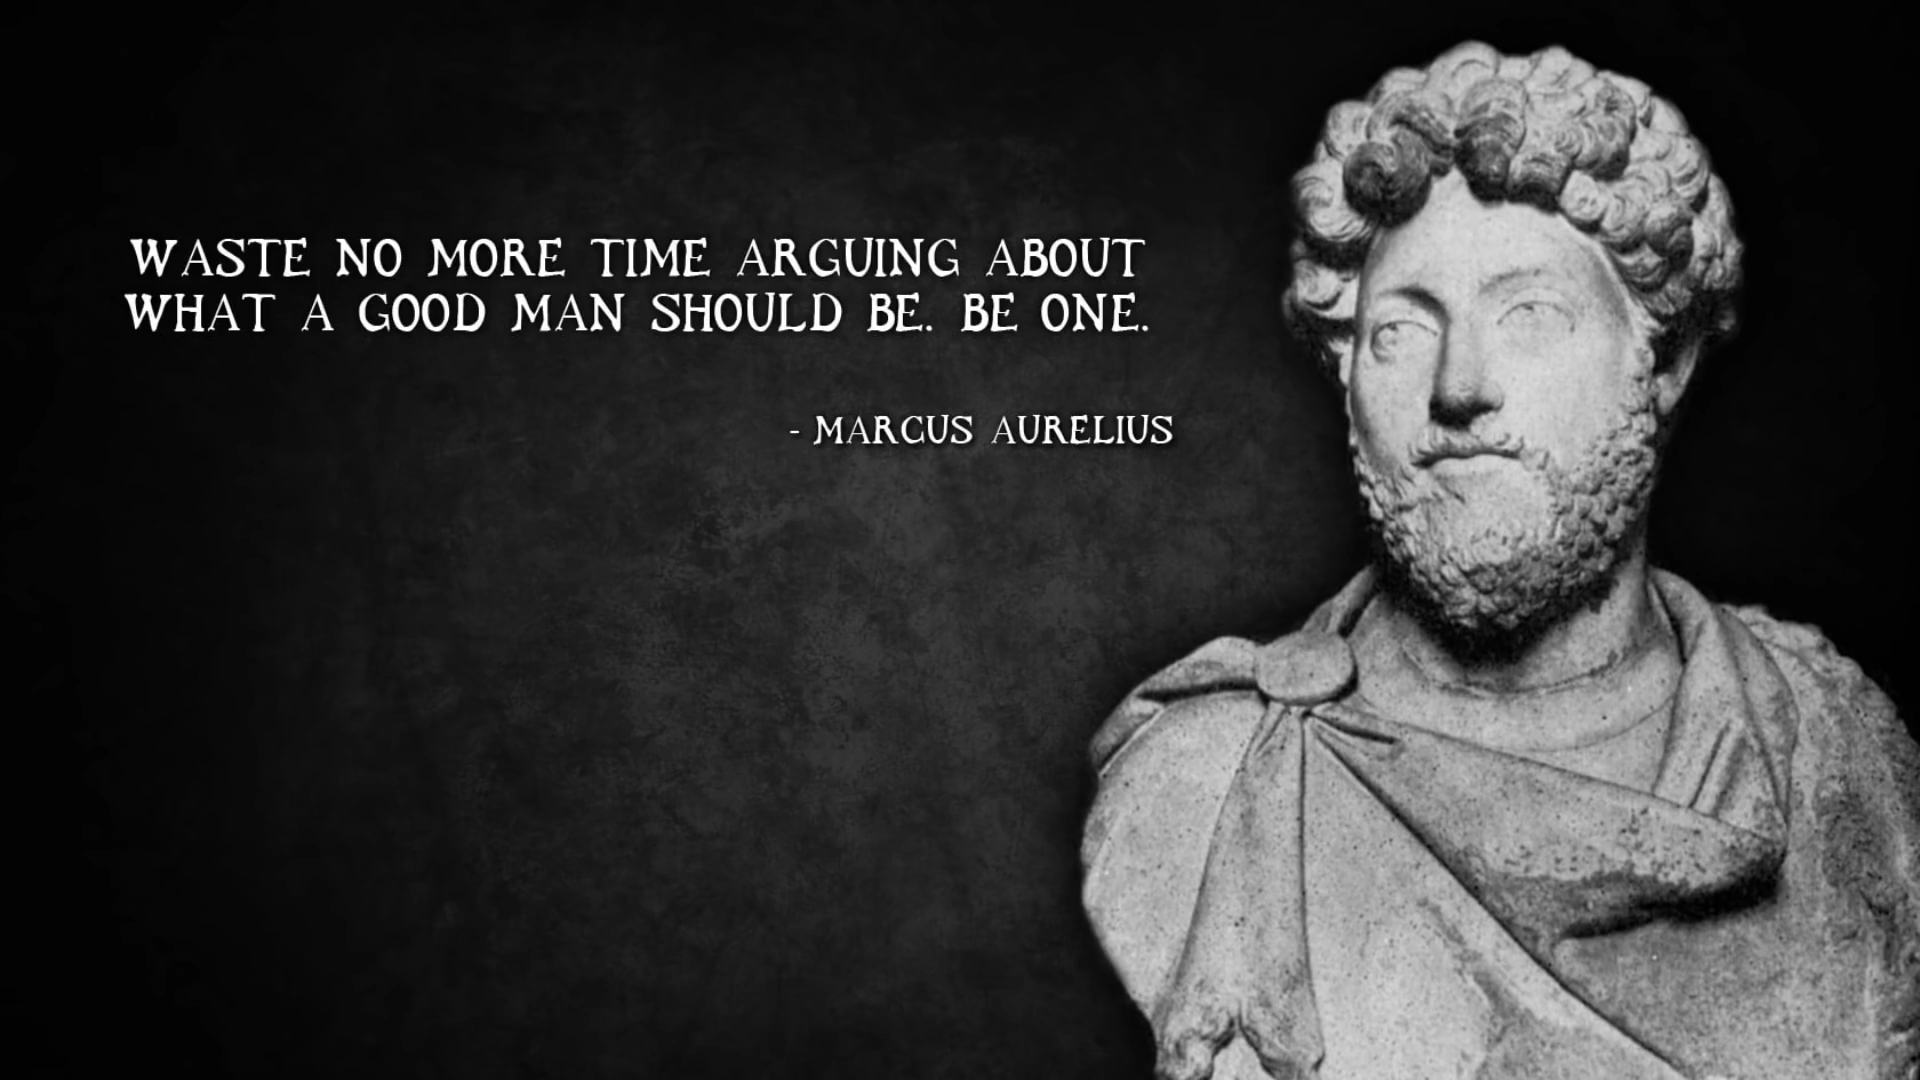 WASTE NO MORE TIME ARGUING ABOUT
WHAT A GOOD MAN SHOULD BE. BE ONE.
- MARCUS AURELIUS